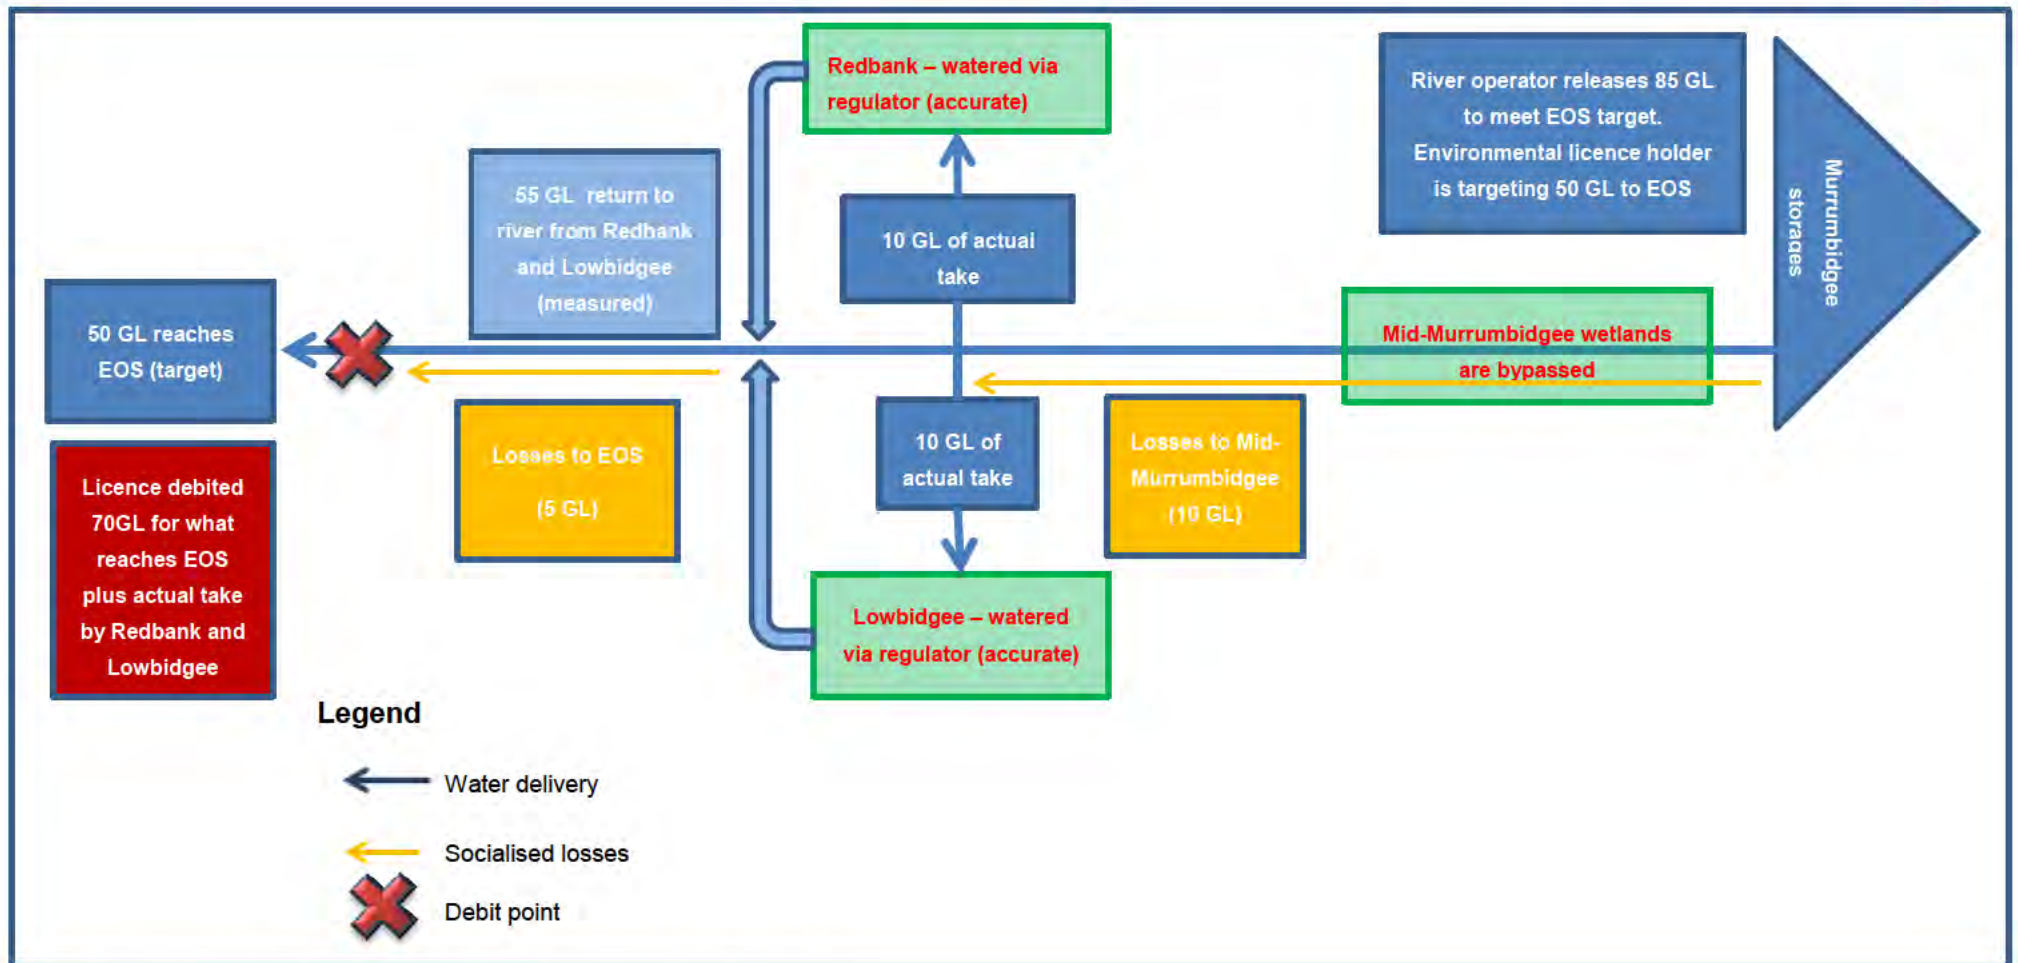 Redbank – watered via
regulator (accurate)
River operator releases 85 GL
to meet EOS target.
Environmental licence holder
is targeting 50 GL to EOS
Murrumbidgee
storages
55 GL return to
river from Redbank
and Lowbidgee
(measured)
10 GL of actual
take
50 GL reaches
EOS (target)
Mid-Murrumbidgee wetlands
are bypassed
Losses to EOS
(5 GL)
10 GL of
actual take
Losses to Mid-
Murrumbidgee
(10 GL)
Licence debited
70GL for what
reaches EOS
plus actual take
by Redbank and
Lowbidgee
Lowbidgee – watered
via regulator (accurate)
Legend
Water delivery
Socialised losses
Debit point